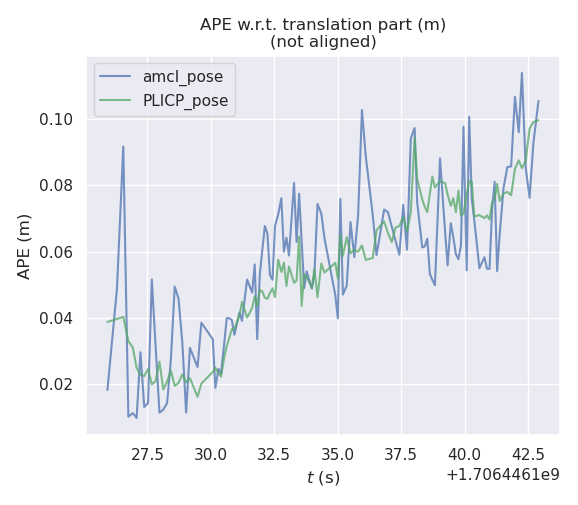 APE w.r.t. translation part (m)
(not aligned)
amcl_pose
PLICP_pose
APE (m)
0.10
0.08
0.06
0.04
0.02
27.5 30.0 32.5 35.0 37.5 40.0 42.5
t (s)
+1.7064461e9